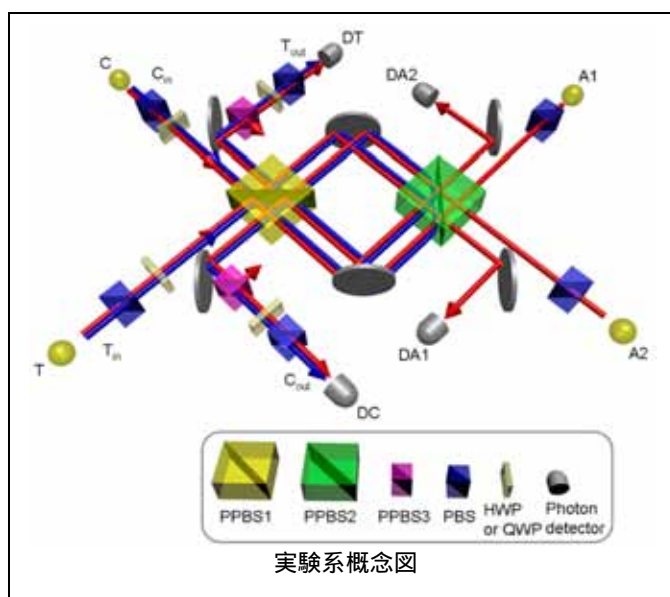 DT
T_out
C
C_in
DA2
A1
T
T_in
C_out
DC
DA1
A2
PPBS1
PPBS2
PPBS3
PBS
HWP
or QWP
Photon
detector
実験系概念図